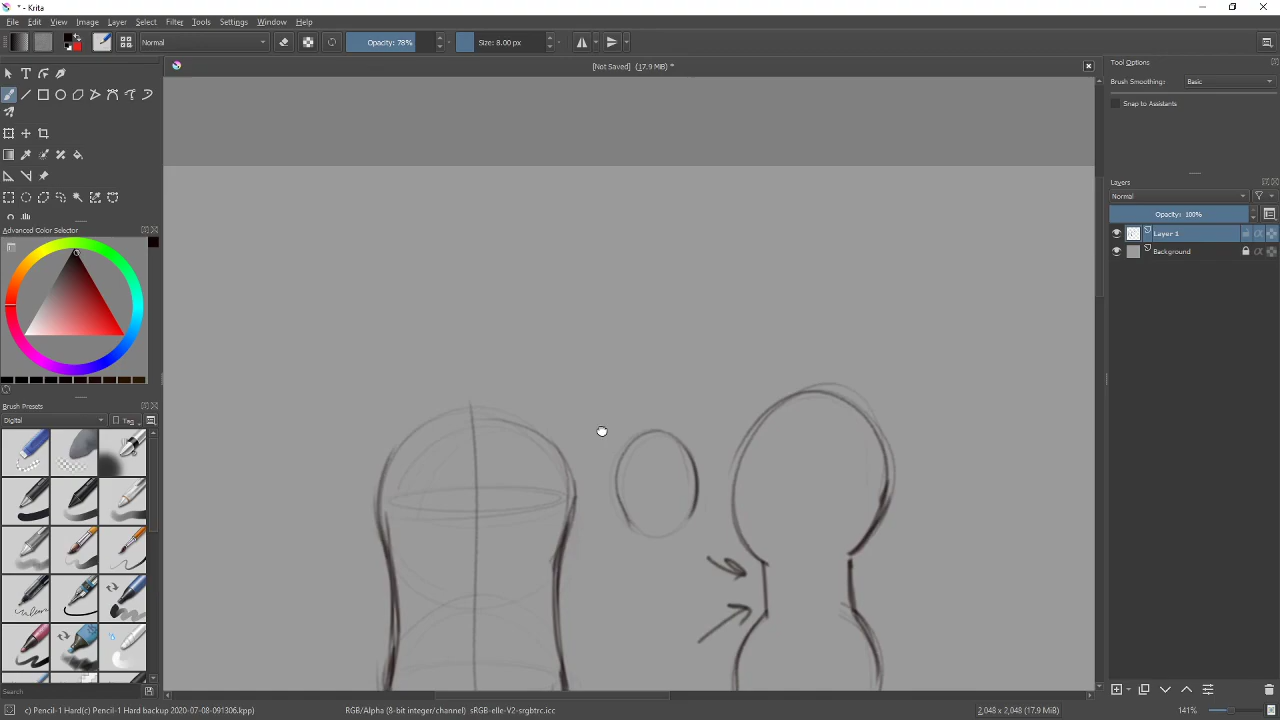 * - Krita
File Edit View Image Layer Select Filter Tools Settings Window Help
Normal Opacity: 78% Size: 8.00 px
[Not Saved] (17.9 MiB) *
Tool Options
Brush Smoothing: Basic
Snap to Assistants
Layers
Normal
Opacity: 100%
Layer 1
Background
Advanced Color Selector
Brush Presets
Digital Tag
Search
c) Pencil-1 Hard(c) Pencil-1 Hard backup 2020-07-08-091306.kpp) RGB/Alpha (8-bit integer/channel) sRGB-elle-V2-srgbtrc.icc 2,048 x 2,048 (17.9 MiB) 141%